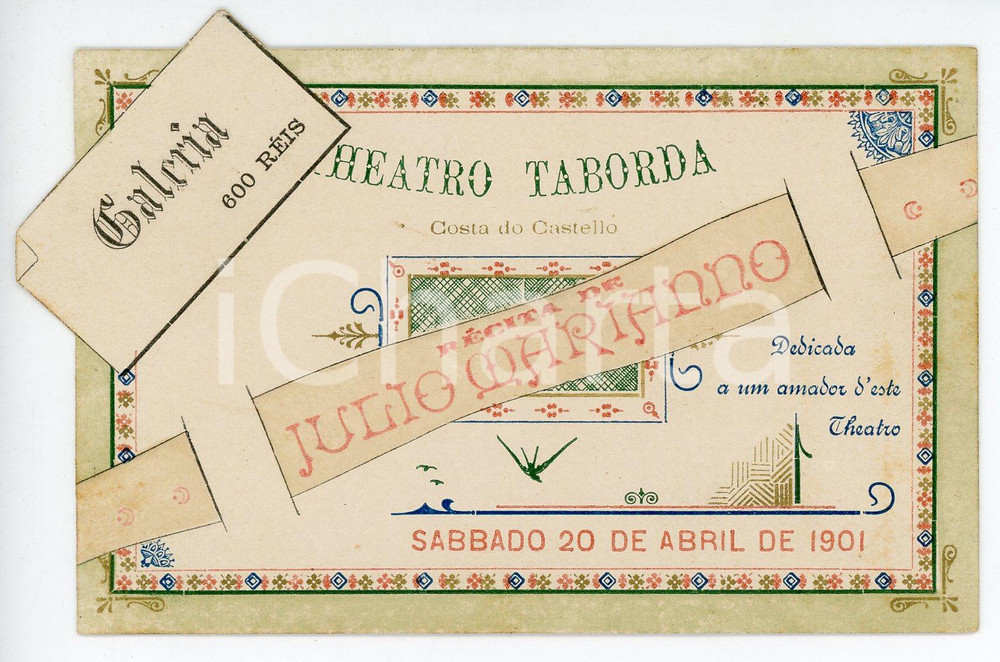 Galeria
600 RÉIS
THEATRO TABORDA
Costa do Castello
RÉCITA DE
JULIO MARIANNO
Dedicada
a um amador d'este
Theatro
SABBADO 20 DE ABRIL DE 1901
iCharta